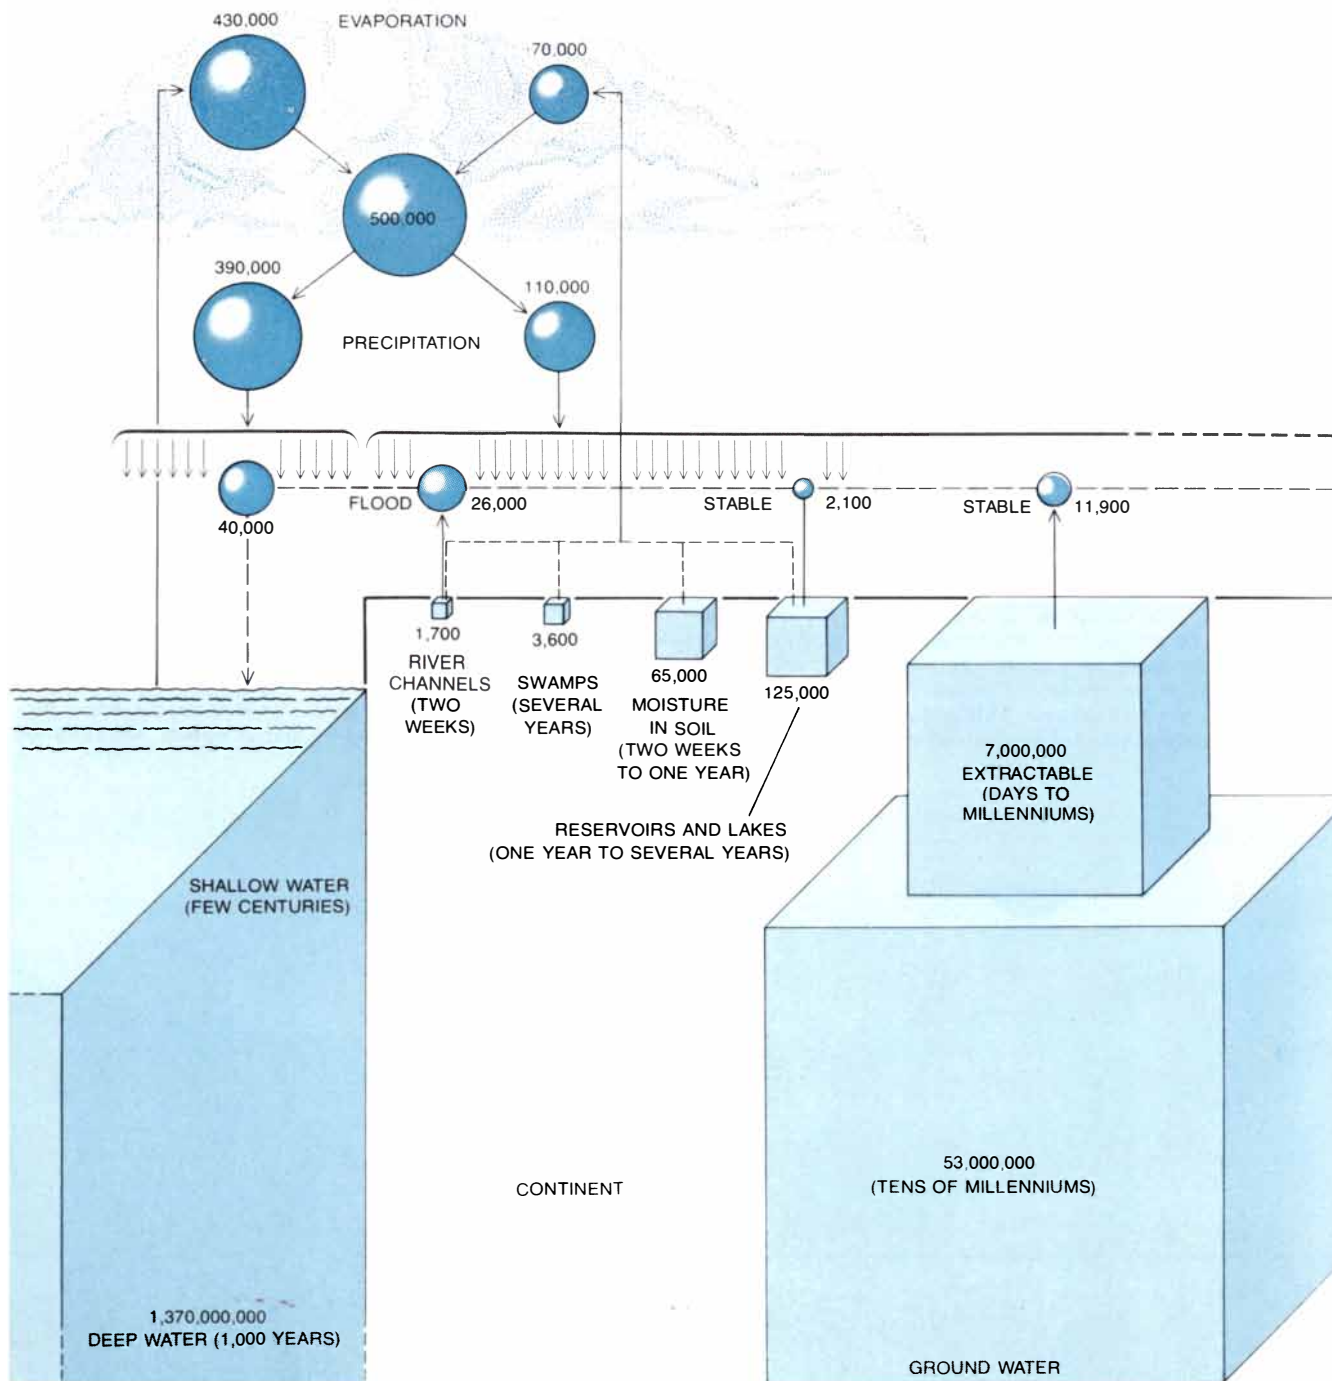 430,000
EVAPORATION
70,000
500,000
390,000
110,000
PRECIPITATION
FLOOD
26,000
STABLE
2,100
STABLE
11,900
40,000
1,700
RIVER
CHANNELS
(TWO
WEEKS)
3,600
SWAMPS
(SEVERAL
YEARS)
65,000
MOISTURE
IN SOIL
(TWO WEEKS
TO ONE YEAR)
125,000
RESERVOIRS AND LAKES
(ONE YEAR TO SEVERAL YEARS)
7,000,000
EXTRACTABLE
(DAYS TO
MILLENNIUMS)
SHALLOW WATER
(FEW CENTURIES)
53,000,000
(TENS OF MILLENNIUMS)
CONTINENT
1,370,000,000
DEEP WATER (1,000 YEARS)
GROUND WATER